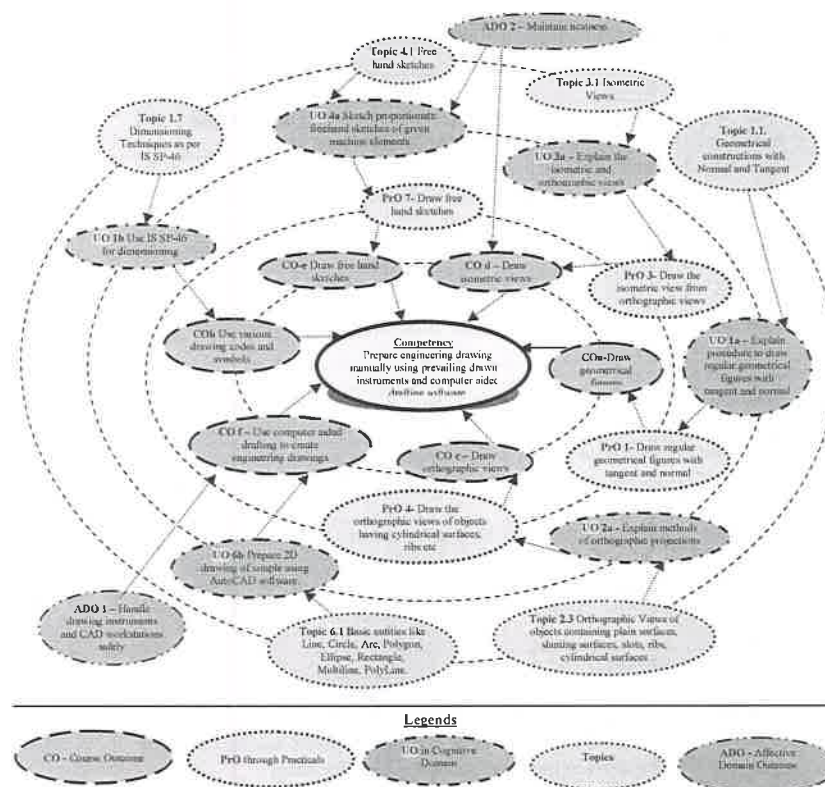 ADO 2 – Maintain neatness
Topic 4.1 Free
hand sketches
Topic 3.1 Isometric
Views
Topic 1.7
Dimensioning
Techniques as per
IS SP-46
UO 4a Sketch proportionate
freehand sketches of given
machine elements
Topic 1.1.
Geometrical
constructions with
Normal and Tangent
UO 3a – Explain the
isometric and
orthographic views
PrO 7- Draw free
hand sketches
UO 1b Use IS SP-46
for dimensioning
CO-e Draw free hand
sketches
CO d – Draw
isometric views
PrO 3- Draw the
isometric view from
orthographic views
COb Use various
drawing codes and
symbols
Competency
Prepare engineering drawing
manually using prevailing drawn
instruments and computer aided
drafting software
COa-Draw
geometrical
figures
UO 1a – Explain
procedure to draw
regular geometrical
figures with
tangent and normal
CO f – Use computer aided
drafting to create
engineering drawings
CO c – Draw
orthographic views
PrO 1- Draw regular
geometrical figures with
tangent and normal
PrO 4- Draw the
orthographic views of objects
having cylindrical surfaces,
ribs etc
UO 2a - Explain methods
of orthographic projections
UO 6b Prepare 2D
drawing of simple using
AutoCAD software.
ADO 1 – Handle
drawing instruments
and CAD workstations
safely
Topic 6.1 Basic entities like
Line, Circle, Arc, Polygon,
Ellipse, Rectangle,
Multiline, PolyLine.
Topic 2.3 Orthographic Views of
objects containing plain surfaces,
slanting surfaces, slots, ribs,
cylindrical surfaces
Legends
CO - Course Outcome
PrO through Practicals
UO in Cognitive
Domain
Topics
ADO - Affective
Domain Outcome